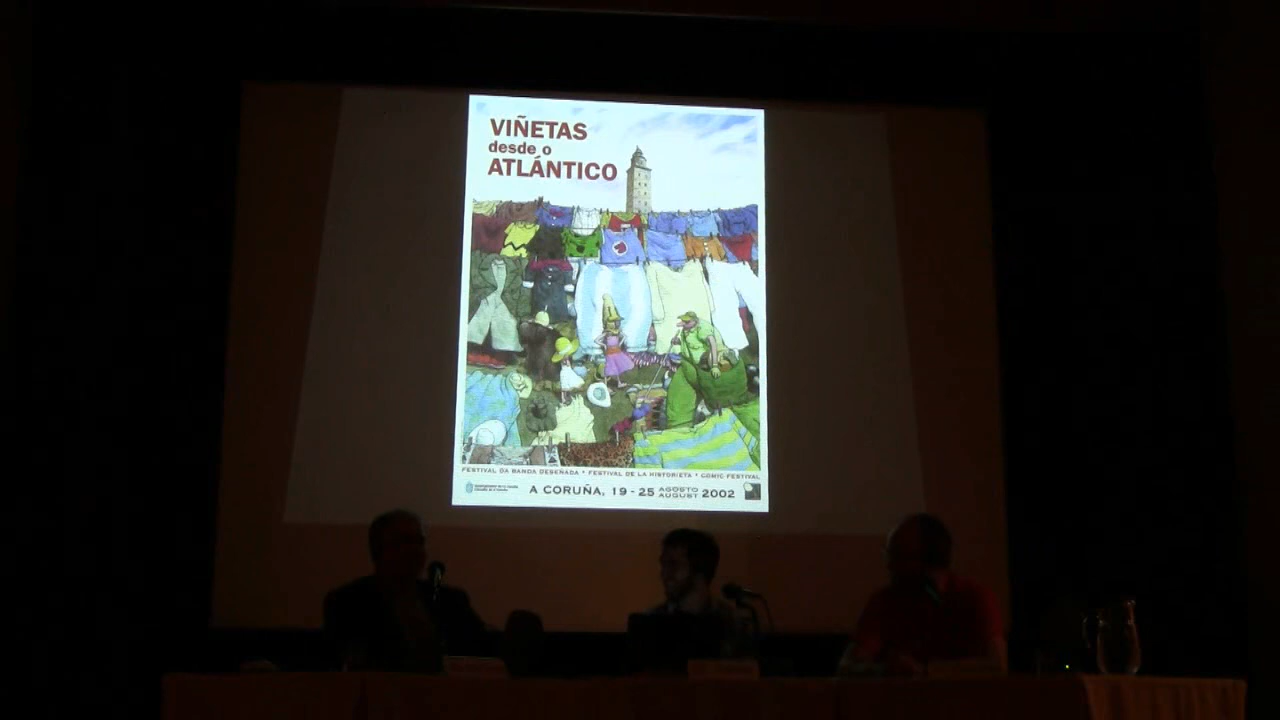 VIÑETAS
desde o
ATLÁNTICO
FESTIVAL DA BANDA DESEÑADA • FESTIVAL DE LA HISTORIETA • COMIC FESTIVAL
A CORUÑA, 19 - 25 AGOSTO
AUGUST 2002